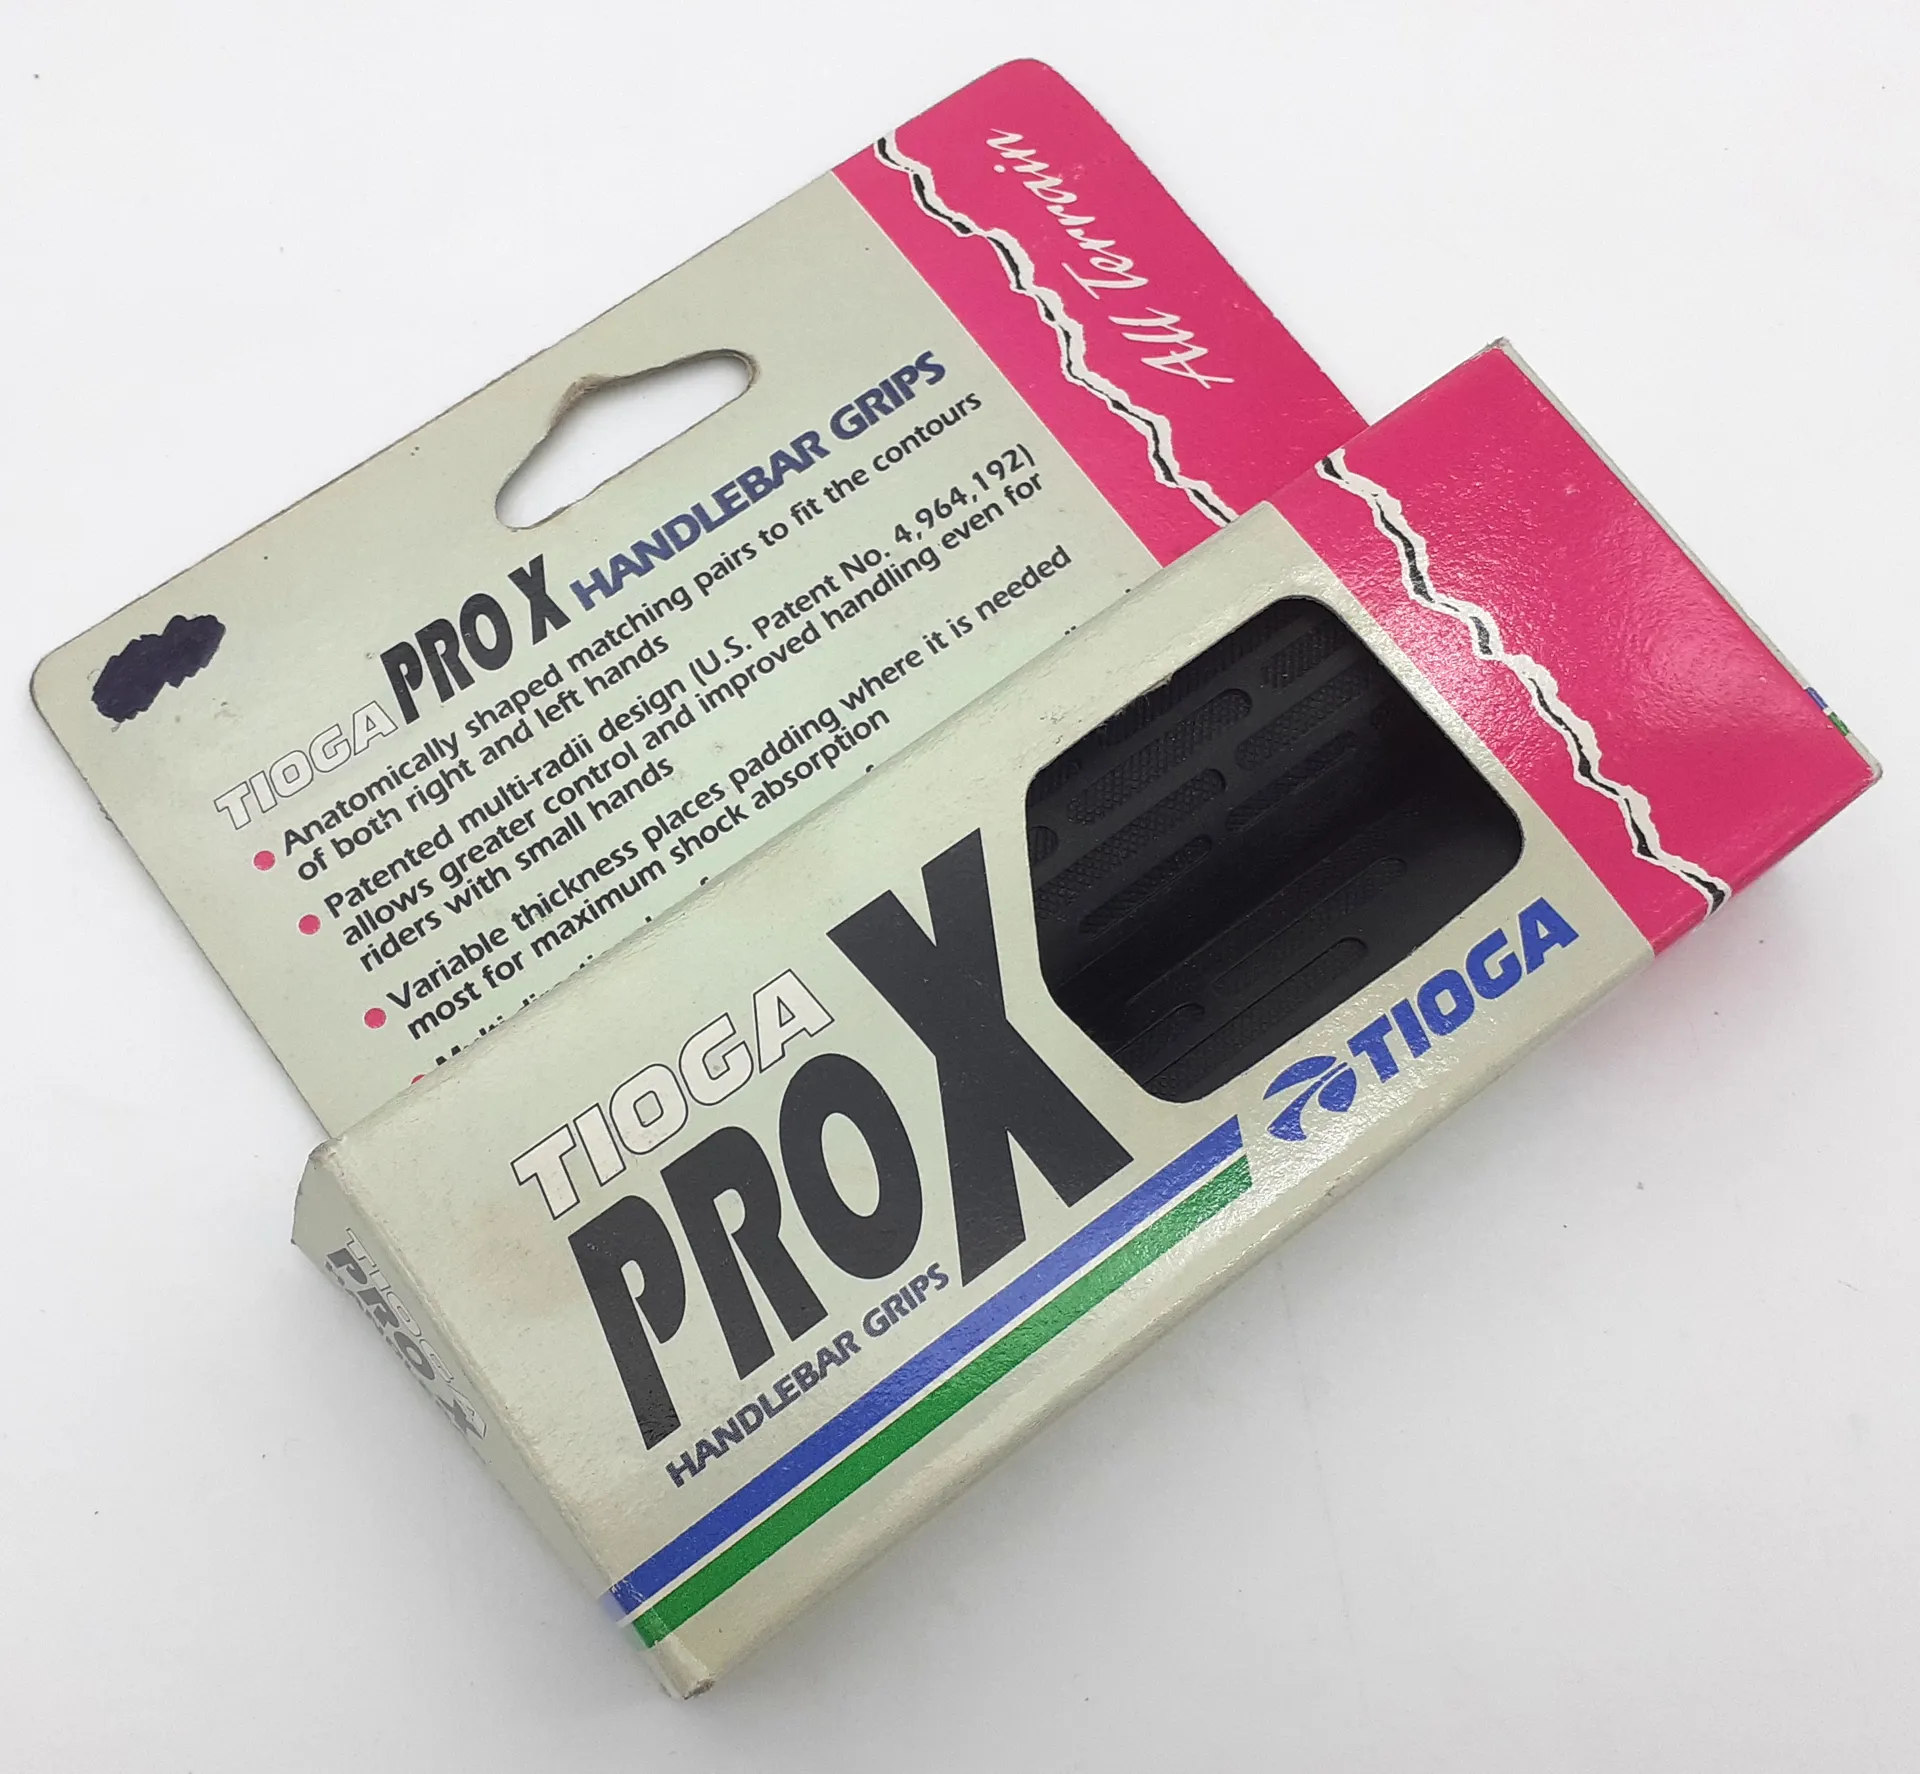 All Terrain
TIOGA PRO X HANDLEBAR GRIPS
● Anatomically shaped matching pairs to fit the contours
of both right and left hands
● Patented multi-radii design (U.S. Patent No. 4,964,192)
allows greater control and improved handling even for
riders with small hands
● Variable thickness places padding where it is needed
most for maximum shock absorption
TIOGA
PRO X
HANDLEBAR GRIPS
TIOGA
TIOGA
PRO X